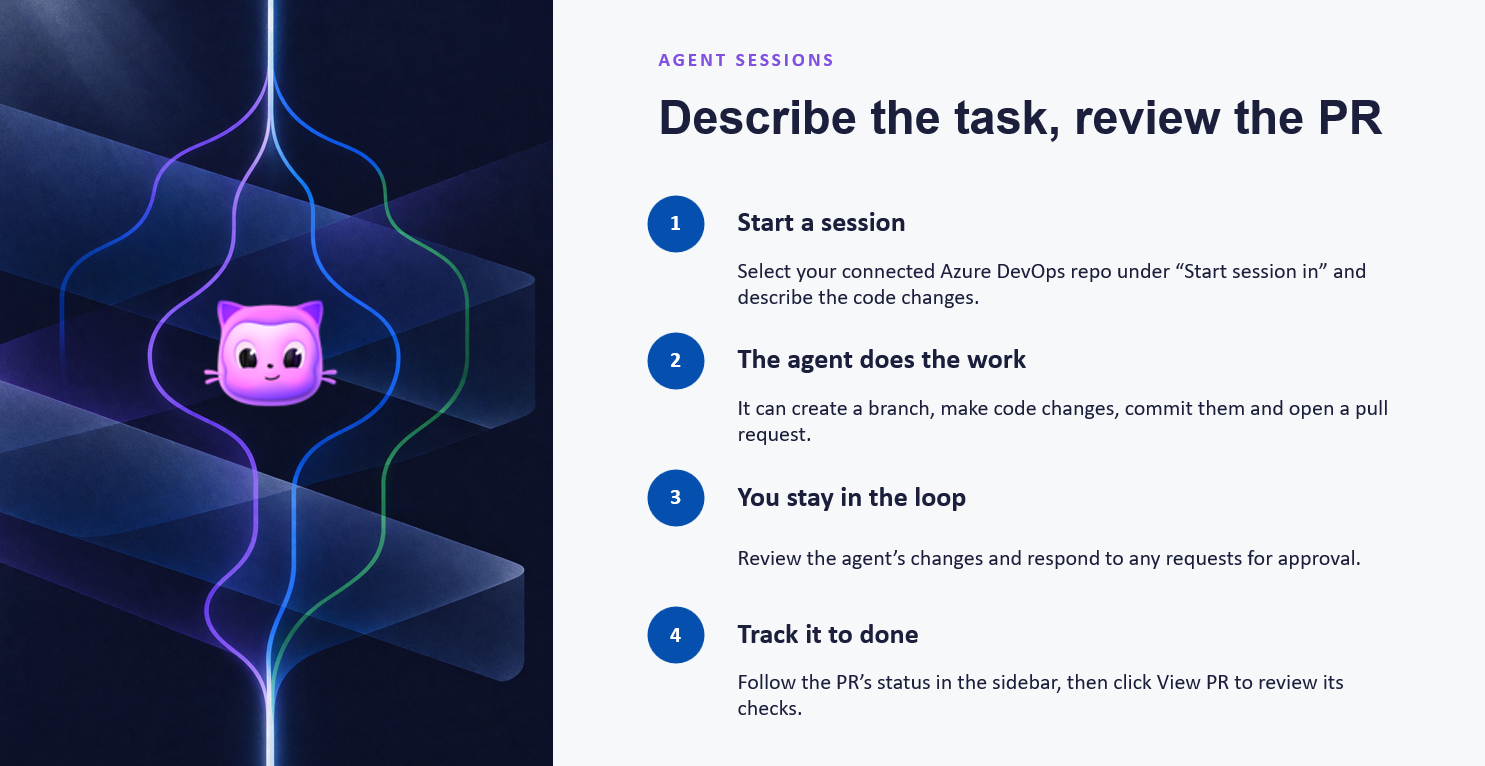 AGENT SESSIONS
Describe the task, review the PR
1
Start a session
Select your connected Azure DevOps repo under “Start session in” and
describe the code changes.
2
The agent does the work
It can create a branch, make code changes, commit them and open a pull
request.
3
You stay in the loop
Review the agent’s changes and respond to any requests for approval.
4
Track it to done
Follow the PR’s status in the sidebar, then click View PR to review its
checks.